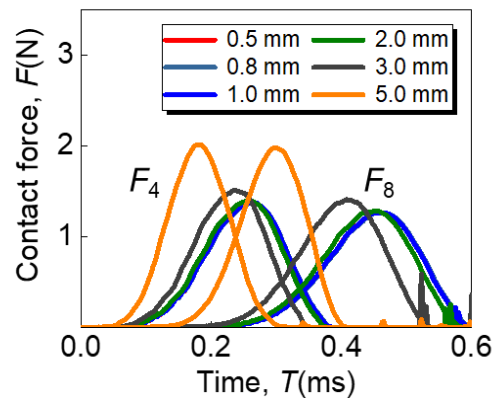 3
2
1
Contact force, F(N)
0.5 mm 2.0 mm
0.8 mm 3.0 mm
1.0 mm 5.0 mm
F4 F8
0.0 0.2 0.4 0.6
Time, T(ms)